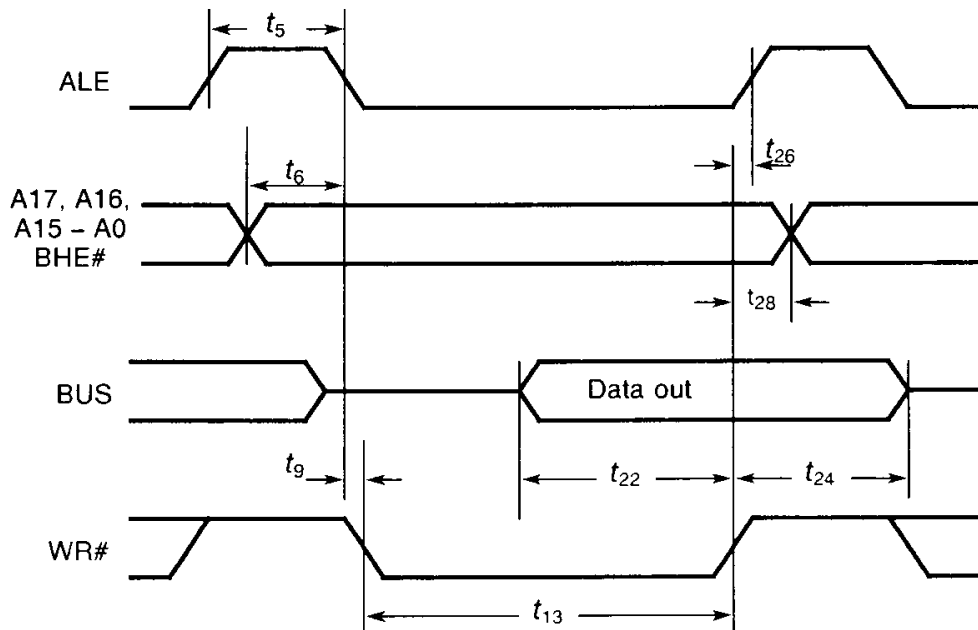 t5
ALE
t26
t6
A17, A16,
A15 – A0
BHE#
t28
BUS
Data out
t9
t22
t24
WR#
t13